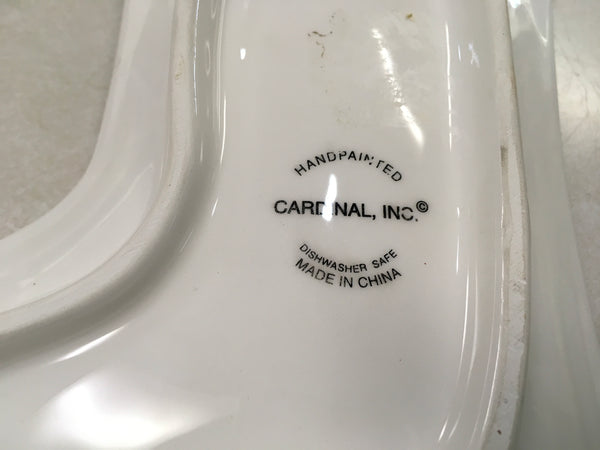 HANDPAINTED
CARDINAL, INC.©
DISHWASHER SAFE
MADE IN CHINA